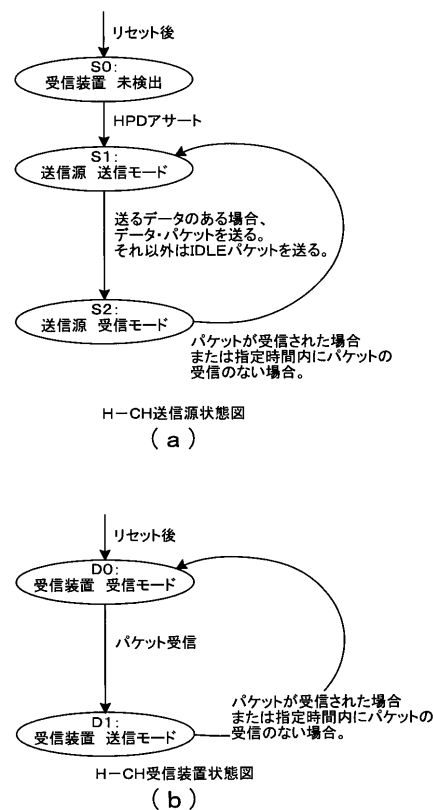 リセット後
S0:
受信装置 未検出
HPDアサート
S1:
送信源 送信モード
送るデータのある場合、
データ・パケットを送る。
それ以外はIDLEパケットを送る。
S2:
送信源 受信モード
パケットが受信された場合
または指定時間内にパケットの
受信のない場合。
H-CH送信源状態図
(a)
リセット後
D0:
受信装置 受信モード
パケット受信
パケットが受信された場合
または指定時間内にパケットの
受信のない場合。
D1:
受信装置 送信モード
H-CH受信装置状態図
(b)